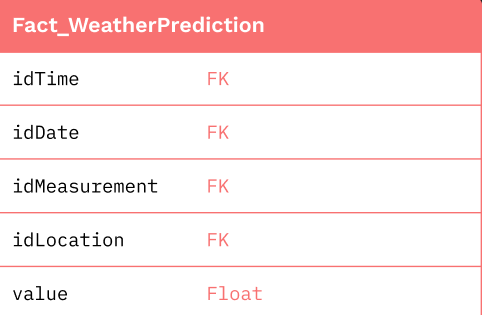 Fact_WeatherPrediction
idTime FK
idDate FK
idMeasurement FK
idLocation FK
value Float